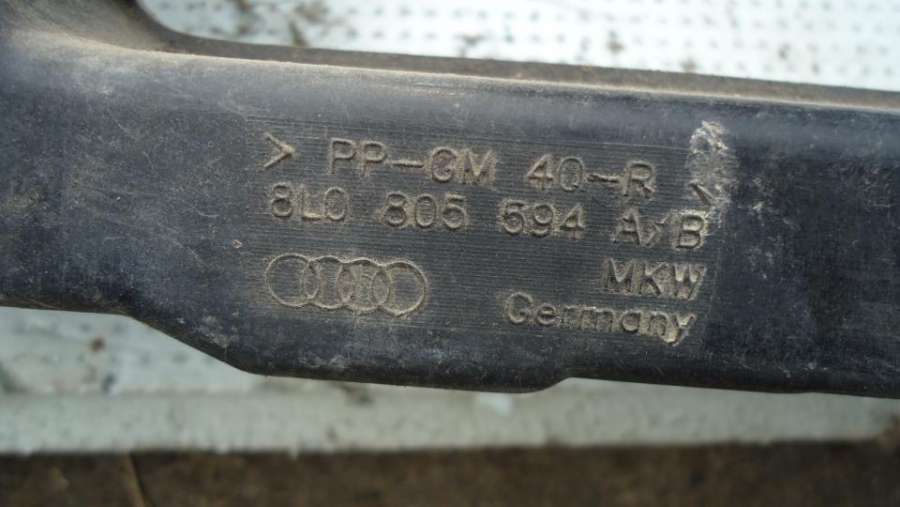 > PP-GM 40-R <
8L0 805 594 A/B
MKW
Germany